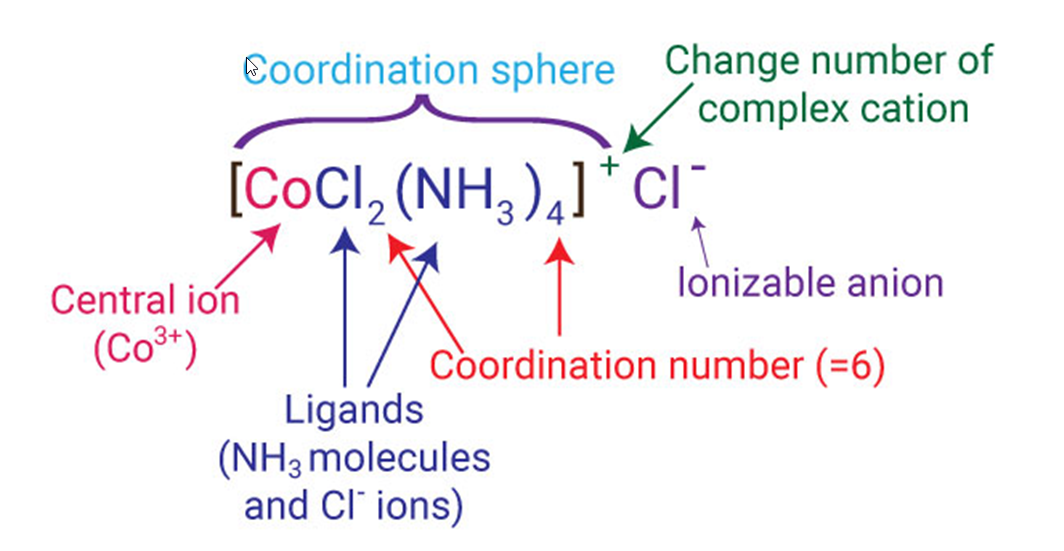 Coordination sphere
Change number of
complex cation
[CoCl₂(NH₃)₄]⁺Cl⁻
Ionizable anion
Central ion
(Co³⁺)
Coordination number (=6)
Ligands
(NH₃ molecules
and Cl⁻ ions)